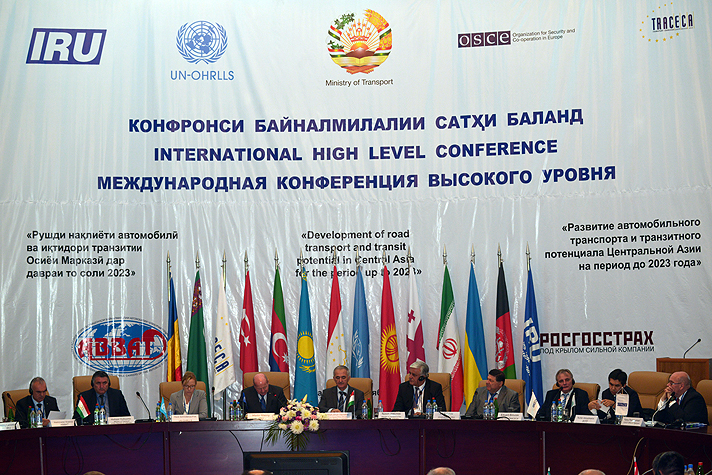 IRU
UN-OHRLLS
Ministry of Transport
OSCE Organization for Security and
Co-operation in Europe
TRACECA
КОНФРОНСИ БАЙНАЛМИЛАЛИИ САТҲИ БАЛАНД
INTERNATIONAL HIGH LEVEL CONFERENCE
МЕЖДУНАРОДНАЯ КОНФЕРЕНЦИЯ ВЫСОКОГО УРОВНЯ
«Рушди нақлиёти автомобилӣ
ва иқтидори транзитии
Осиёи Марказӣ дар
давраи то соли 2023»
«Development of road
transport and transit
potential in Central Asia
for the period up to 2023»
«Развитие автомобильного
транспорта и транзитного
потенциала Центральной Азии
на период до 2023 года»
АВВАТ
TRACECA
IRU
РОСГОССТРАХ
ПОД КРЫЛОМ СИЛЬНОЙ КОМПАНИИ